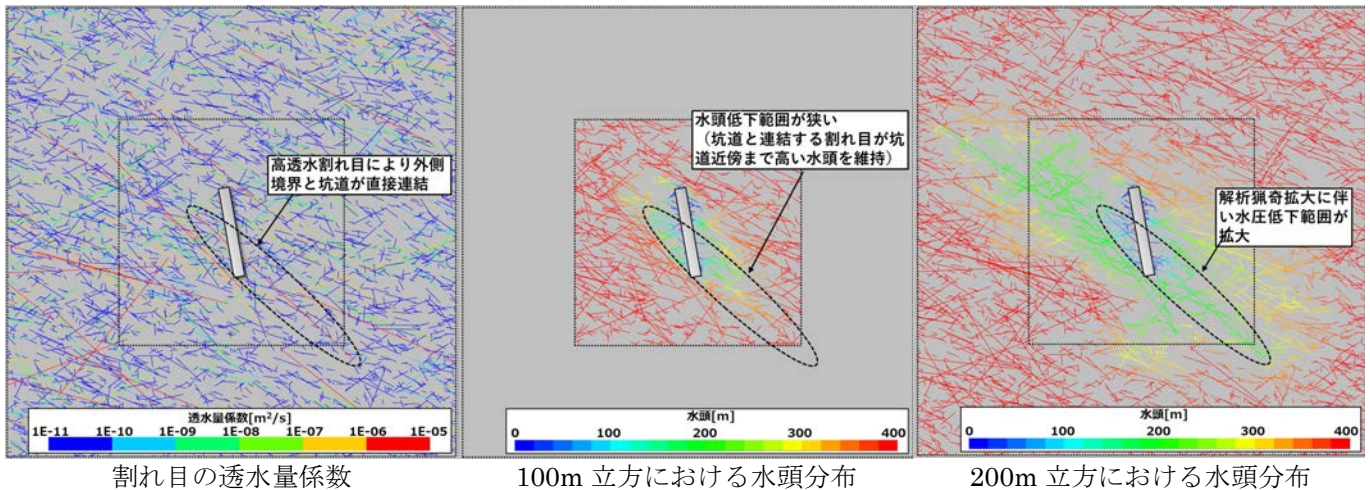 高透水割れ目により外側
境界と坑道が直接連結
透水量係数[m²/s]
1E-11 1E-10 1E-09 1E-08 1E-07 1E-06 1E-05
割れ目の透水量係数
水頭低下範囲が狭い
（坑道と連結する割れ目が坑
道近傍まで高い水頭を維持）
水頭[m]
0 200 300 400
100m 立方における水頭分布
解析猟奇拡大に伴
い水圧低下範囲が
拡大
水頭[m]
0 100 200 300 400
200m 立方における水頭分布